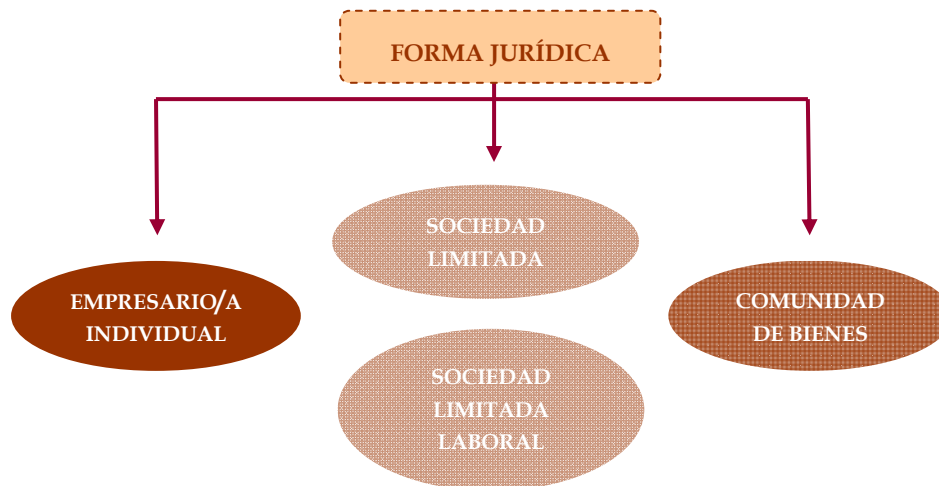 FORMA JURÍDICA
EMPRESARIO/A
INDIVIDUAL
SOCIEDAD
LIMITADA
SOCIEDAD
LIMITADA
LABORAL
COMUNIDAD
DE BIENES